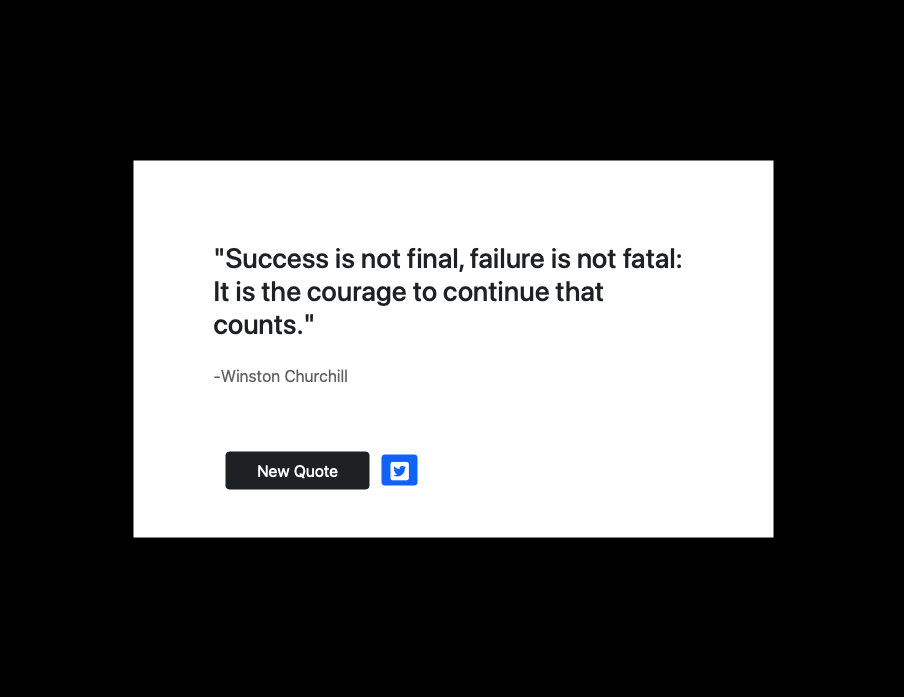 "Success is not final, failure is not fatal:
It is the courage to continue that
counts."
-Winston Churchill
New Quote